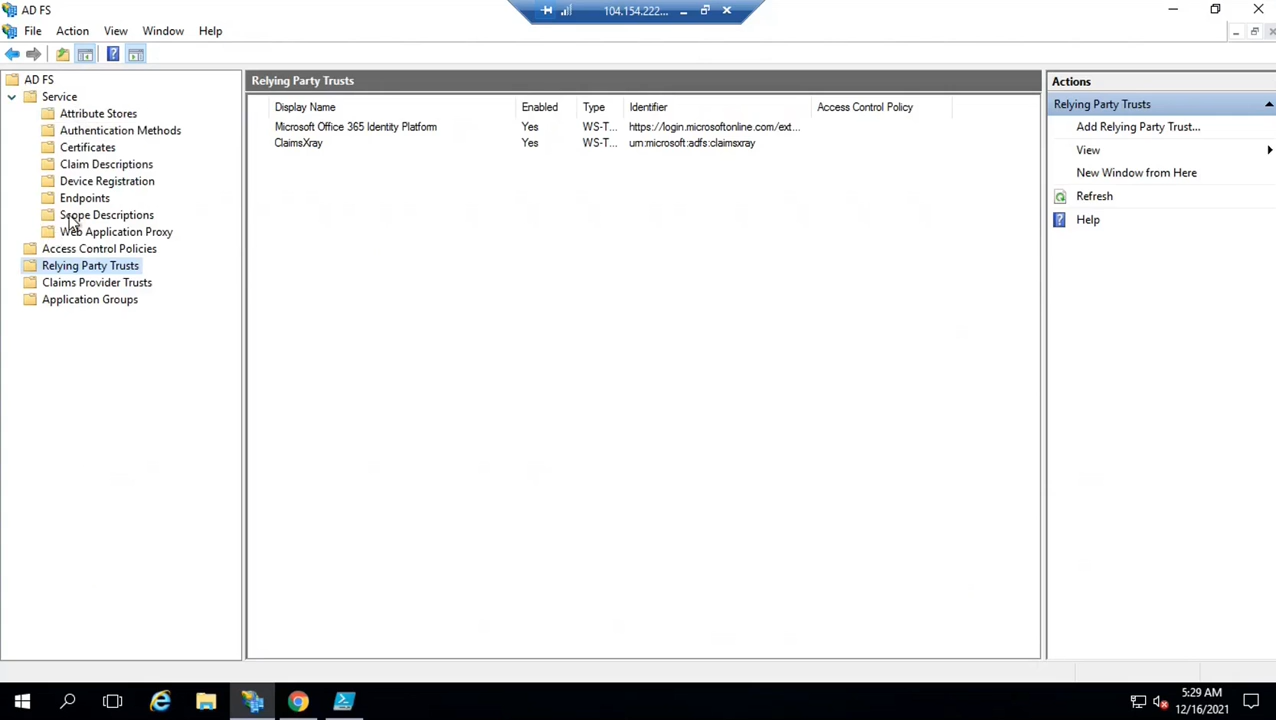 AD FS
104.154.222...
File Action View Window Help
AD FS
Service
Attribute Stores
Authentication Methods
Certificates
Claim Descriptions
Device Registration
Endpoints
Scope Descriptions
Web Application Proxy
Access Control Policies
Relying Party Trusts
Claims Provider Trusts
Application Groups
Relying Party Trusts
Display Name Enabled Type Identifier Access Control Policy
Microsoft Office 365 Identity Platform Yes WS-T... https://login.microsoftonline.com/ext...
ClaimsXray Yes WS-T... urn:microsoft:adfs:claimsxray
Actions
Relying Party Trusts
Add Relying Party Trust...
View
New Window from Here
Refresh
Help
5:29 AM
12/16/2021